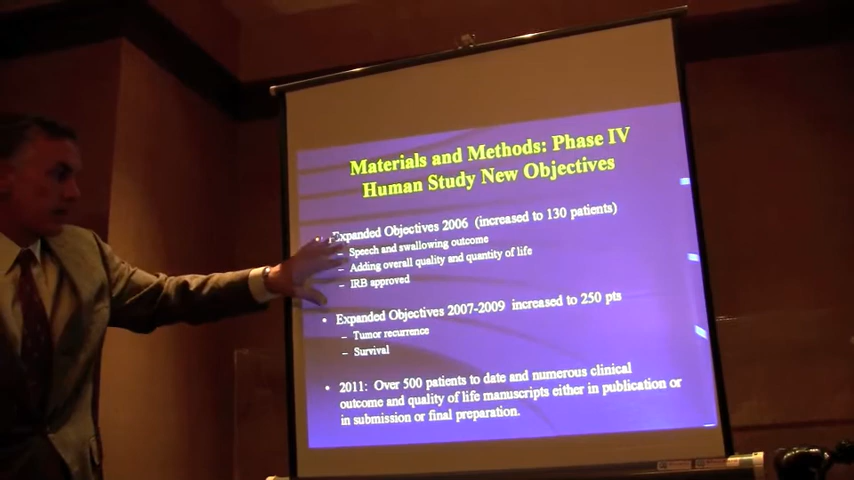 Materials and Methods: Phase IV
Human Study New Objectives
• Expanded Objectives 2006 (increased to 130 patients)
– Speech and swallowing outcome
– Adding overall quality and quantity of life
– IRB approved
• Expanded Objectives 2007-2009 increased to 250 pts
– Tumor recurrence
– Survival
• 2011: Over 500 patients to date and numerous clinical
outcome and quality of life manuscripts either in publication or
in submission or final preparation.